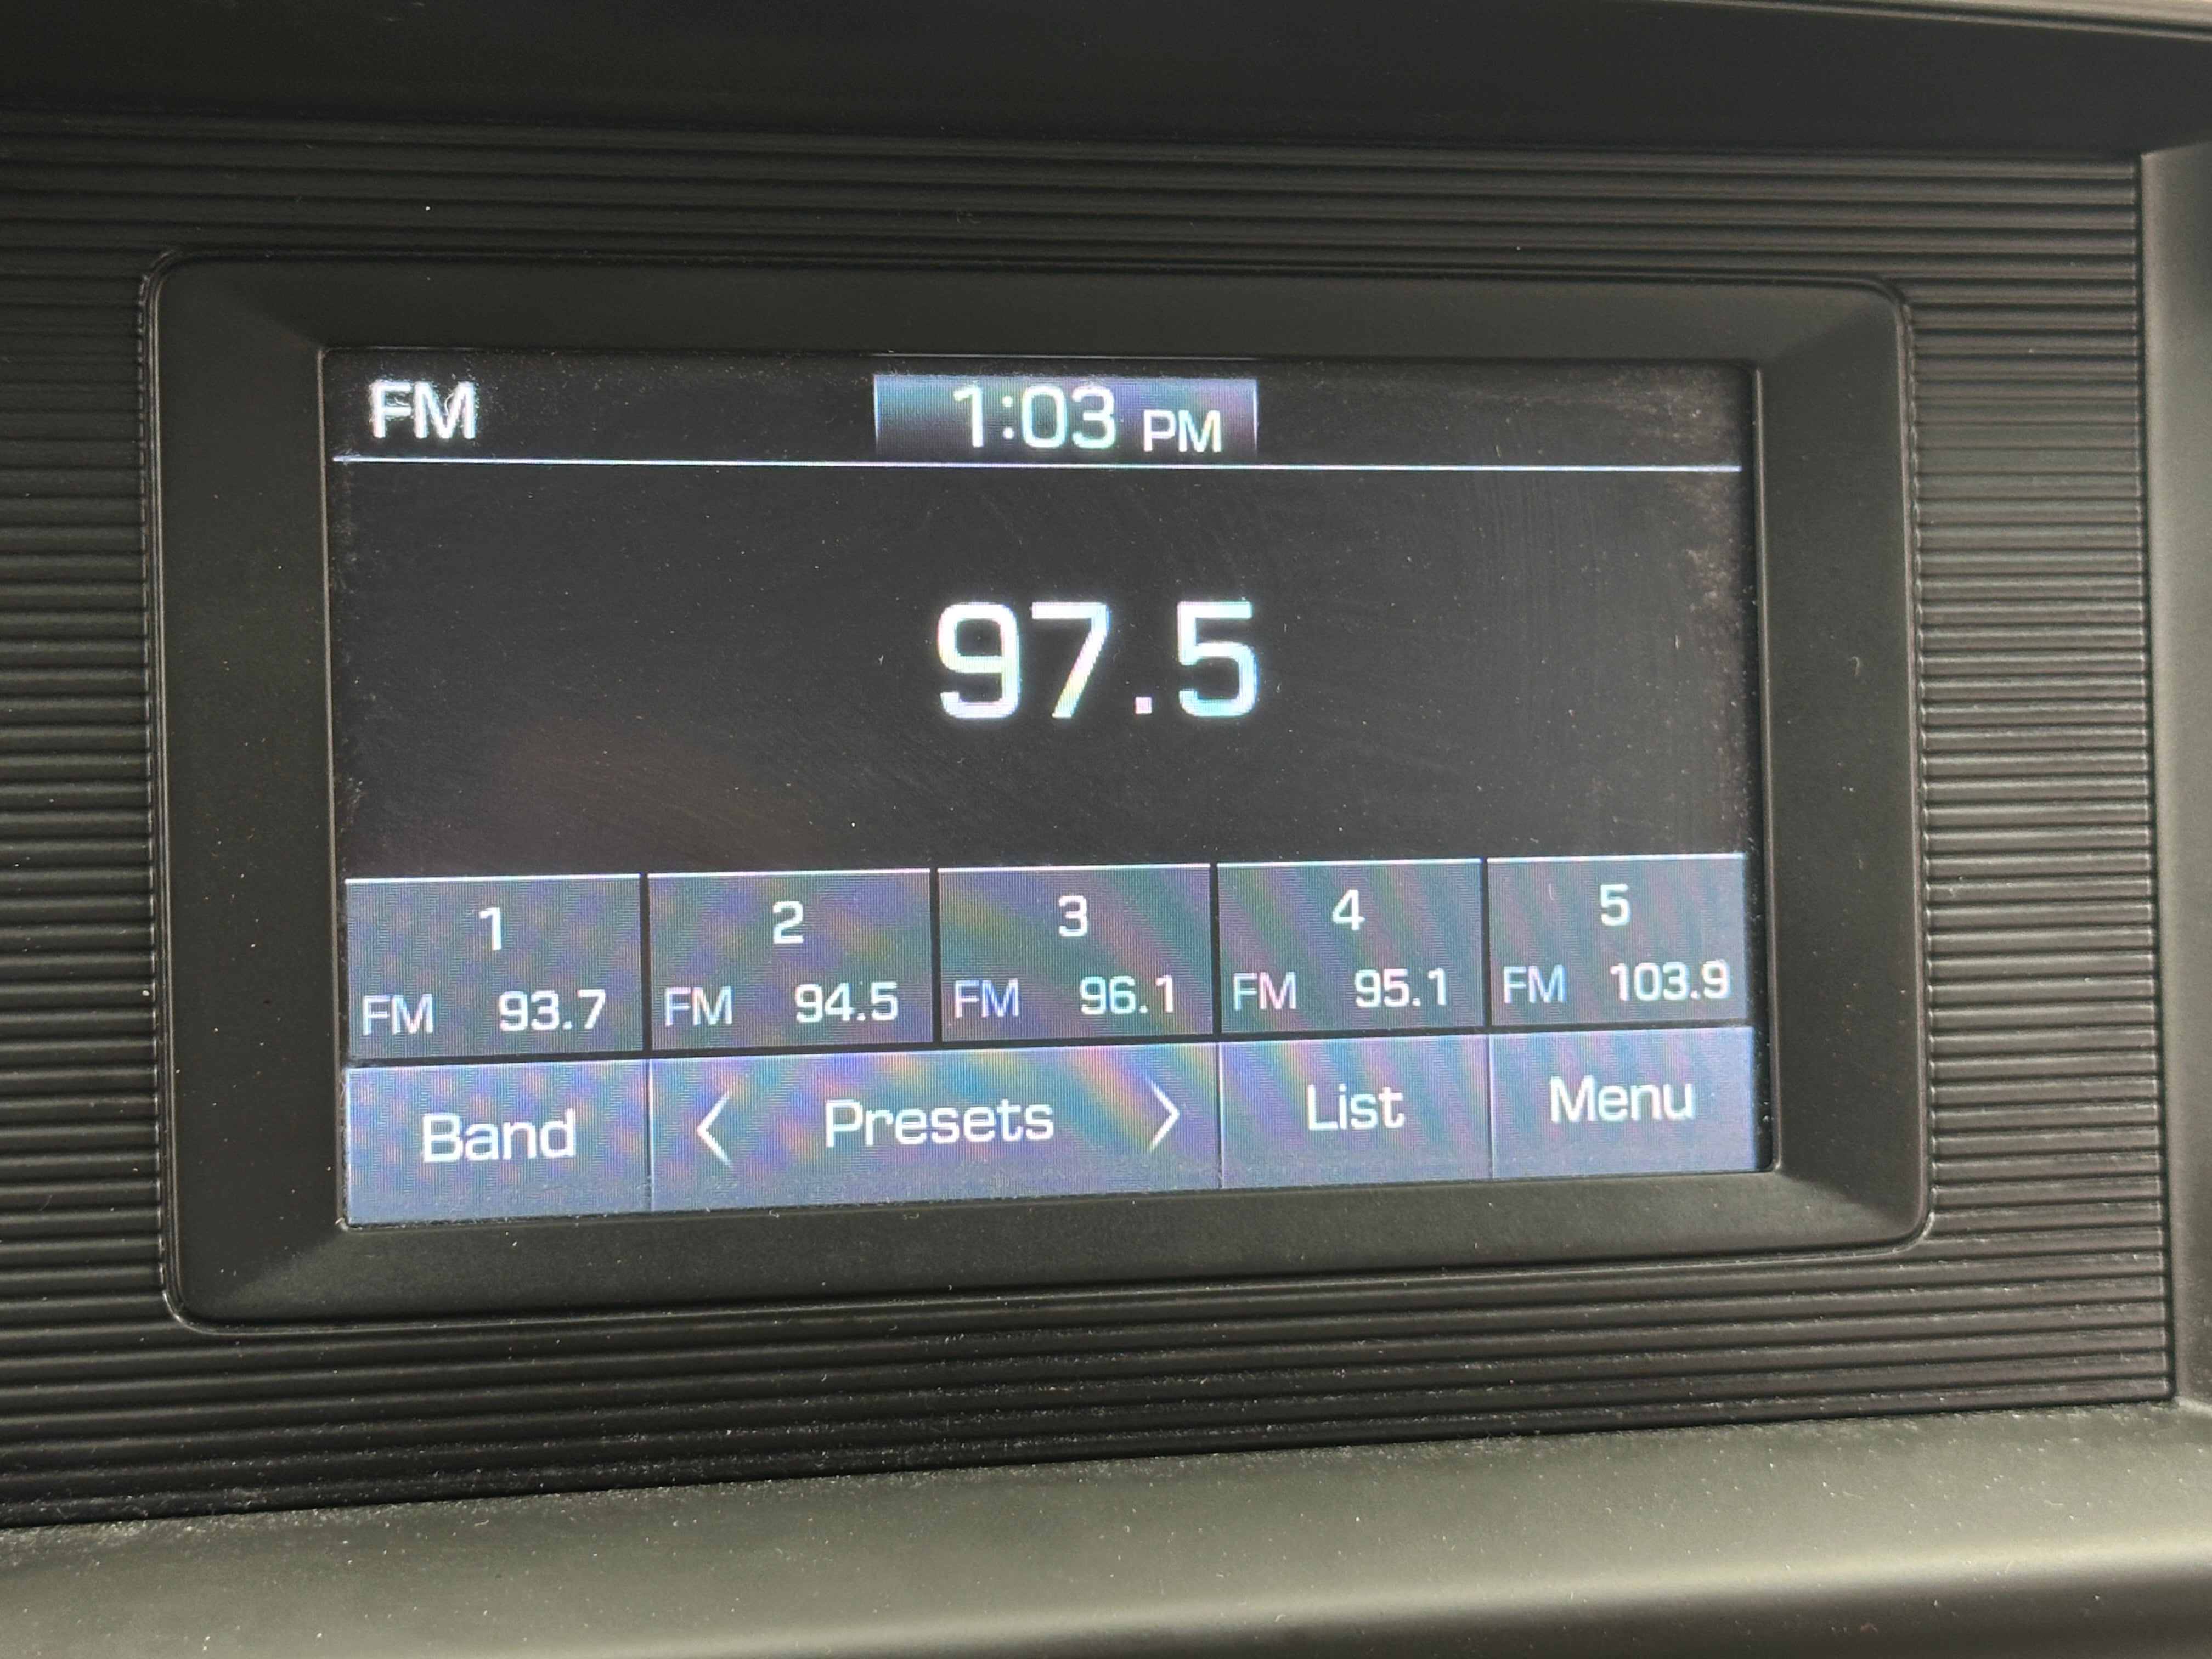 FM 1:03 PM
97.5
1 2 3 4 5
FM 93.7 FM 94.5 FM 96.1 FM 95.1 FM 103.9
Band < Presets > List Menu